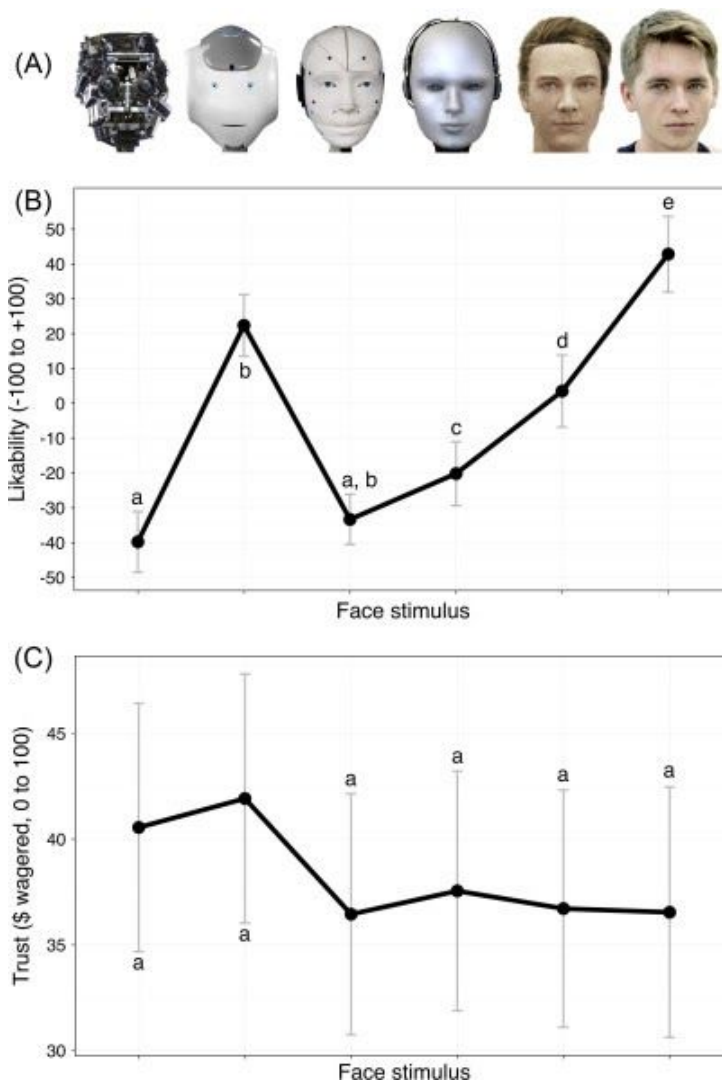 (A)
(B)
Likability (-100 to +100)
50
40
30
20
10
0
-10
-20
-30
-40
-50
a
b
a, b
c
d
e
Face stimulus
(C)
Trust ($ wagered, 0 to 100)
45
40
35
30
a
a
a
a
a
a
Face stimulus